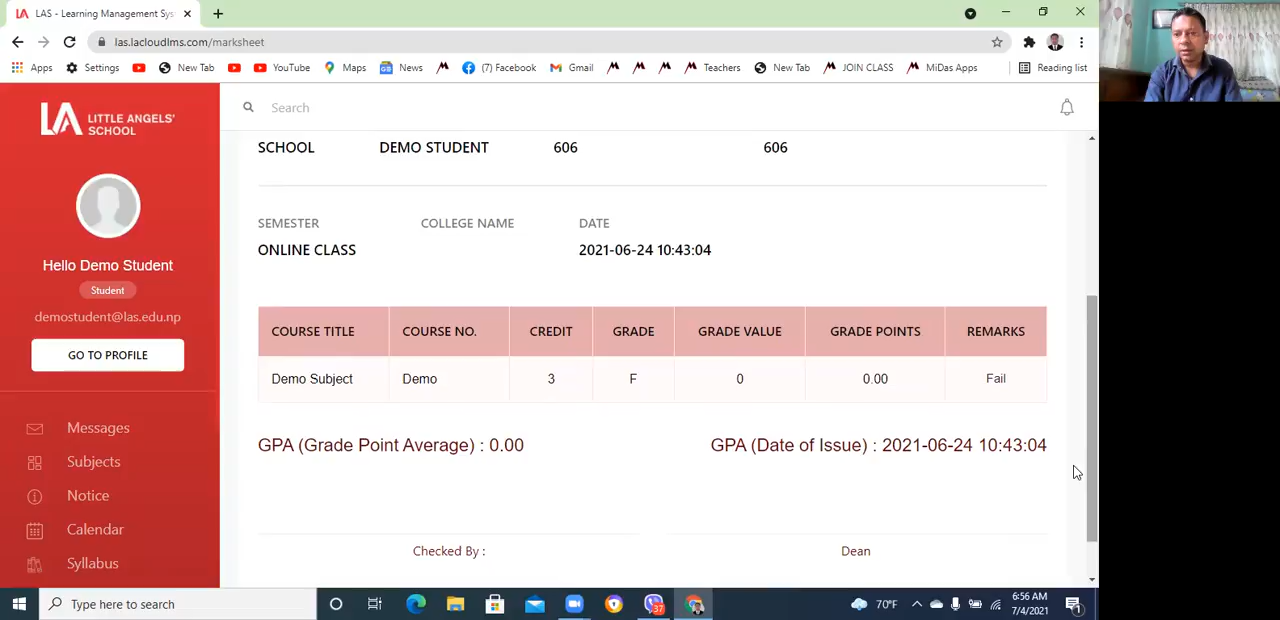 LAS - Learning Management Sys
las.lacloudlms.com/marksheet
Apps Settings New Tab YouTube Maps News (7) Facebook Gmail Teachers New Tab JOIN CLASS MiDas Apps Reading list
LA LITTLE ANGELS' SCHOOL
Search
Hello Demo Student
Student
demostudent@las.edu.np
GO TO PROFILE
Messages
Subjects
Notice
Calendar
Syllabus
SCHOOL DEMO STUDENT 606 606
SEMESTER COLLEGE NAME DATE
ONLINE CLASS 2021-06-24 10:43:04
COURSE TITLE COURSE NO. CREDIT GRADE GRADE VALUE GRADE POINTS REMARKS
Demo Subject Demo 3 F 0 0.00 Fail
GPA (Grade Point Average) : 0.00 GPA (Date of Issue) : 2021-06-24 10:43:04
Checked By : Dean
Type here to search 37 70°F 6:56 AM
7/4/2021 1